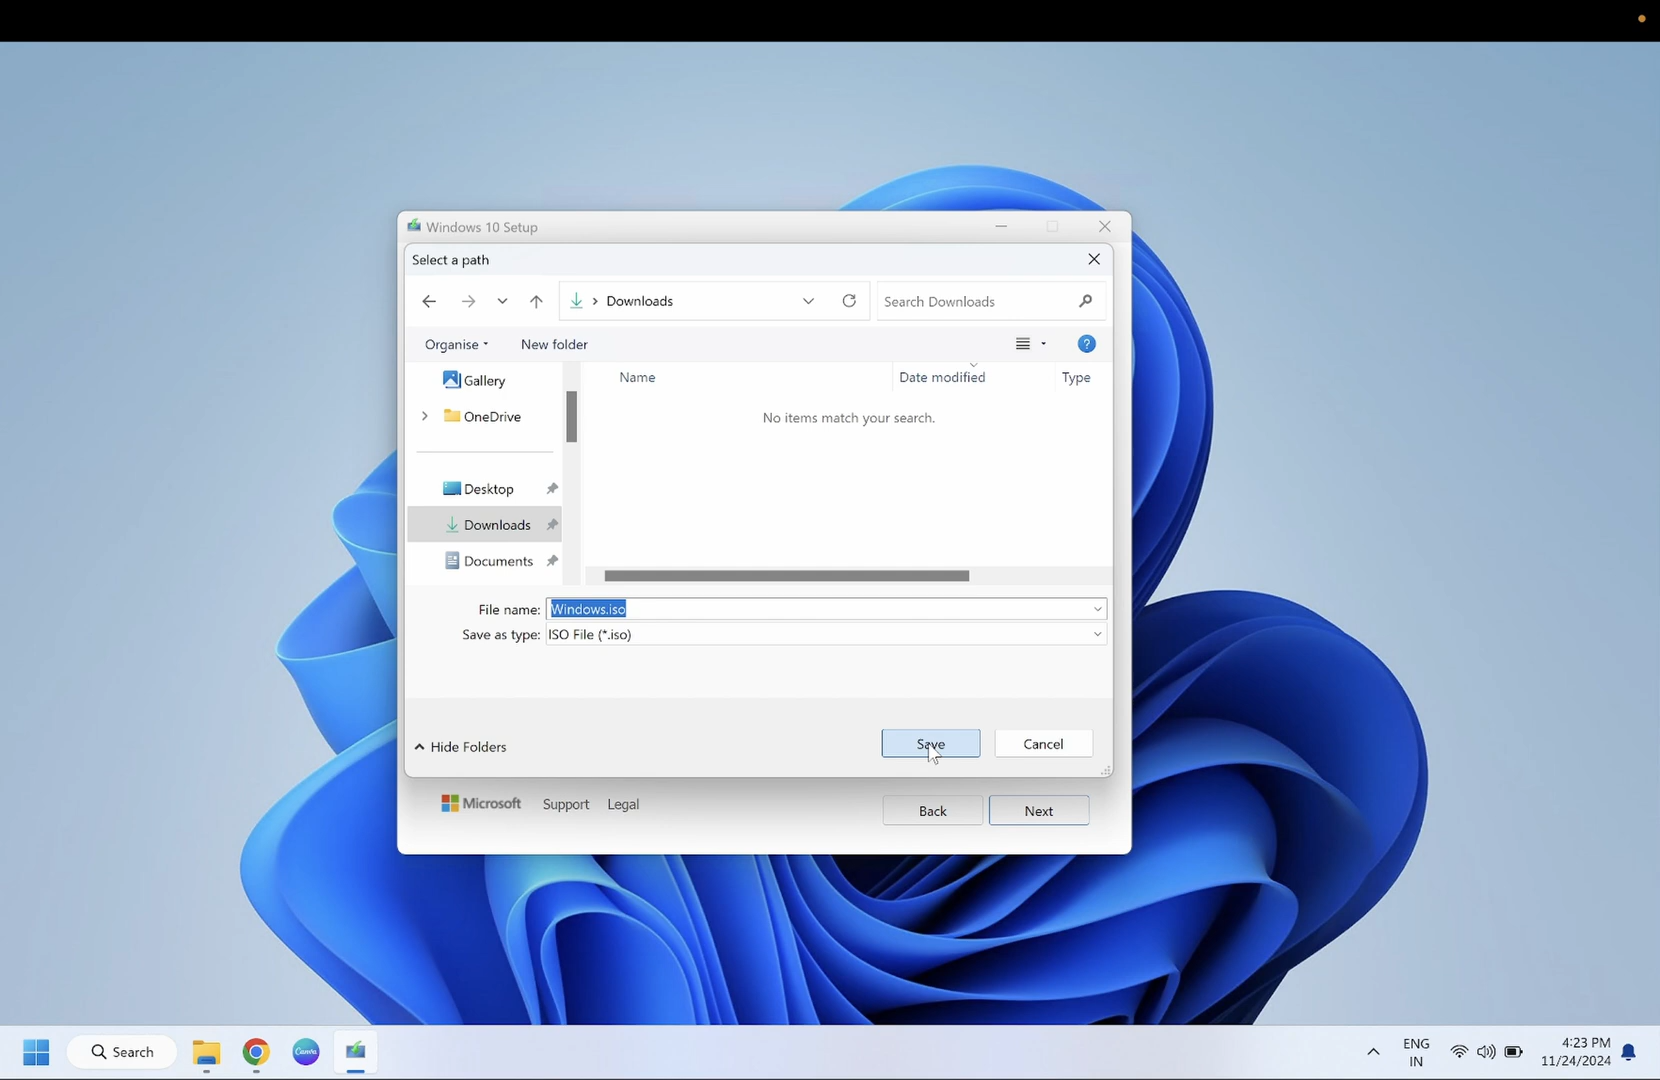 Windows 10 Setup
Select a path
Downloads
Search Downloads
Organise
New folder
?
Gallery
Name
Date modified
Type
OneDrive
No items match your search.
Desktop
Downloads
Documents
File name:
Windows.iso
Save as type:
ISO File (*.iso)
Hide Folders
Save
Cancel
Microsoft
Support
Legal
Back
Next
Search
Canva
ENG
IN
4:23 PM
11/24/2024